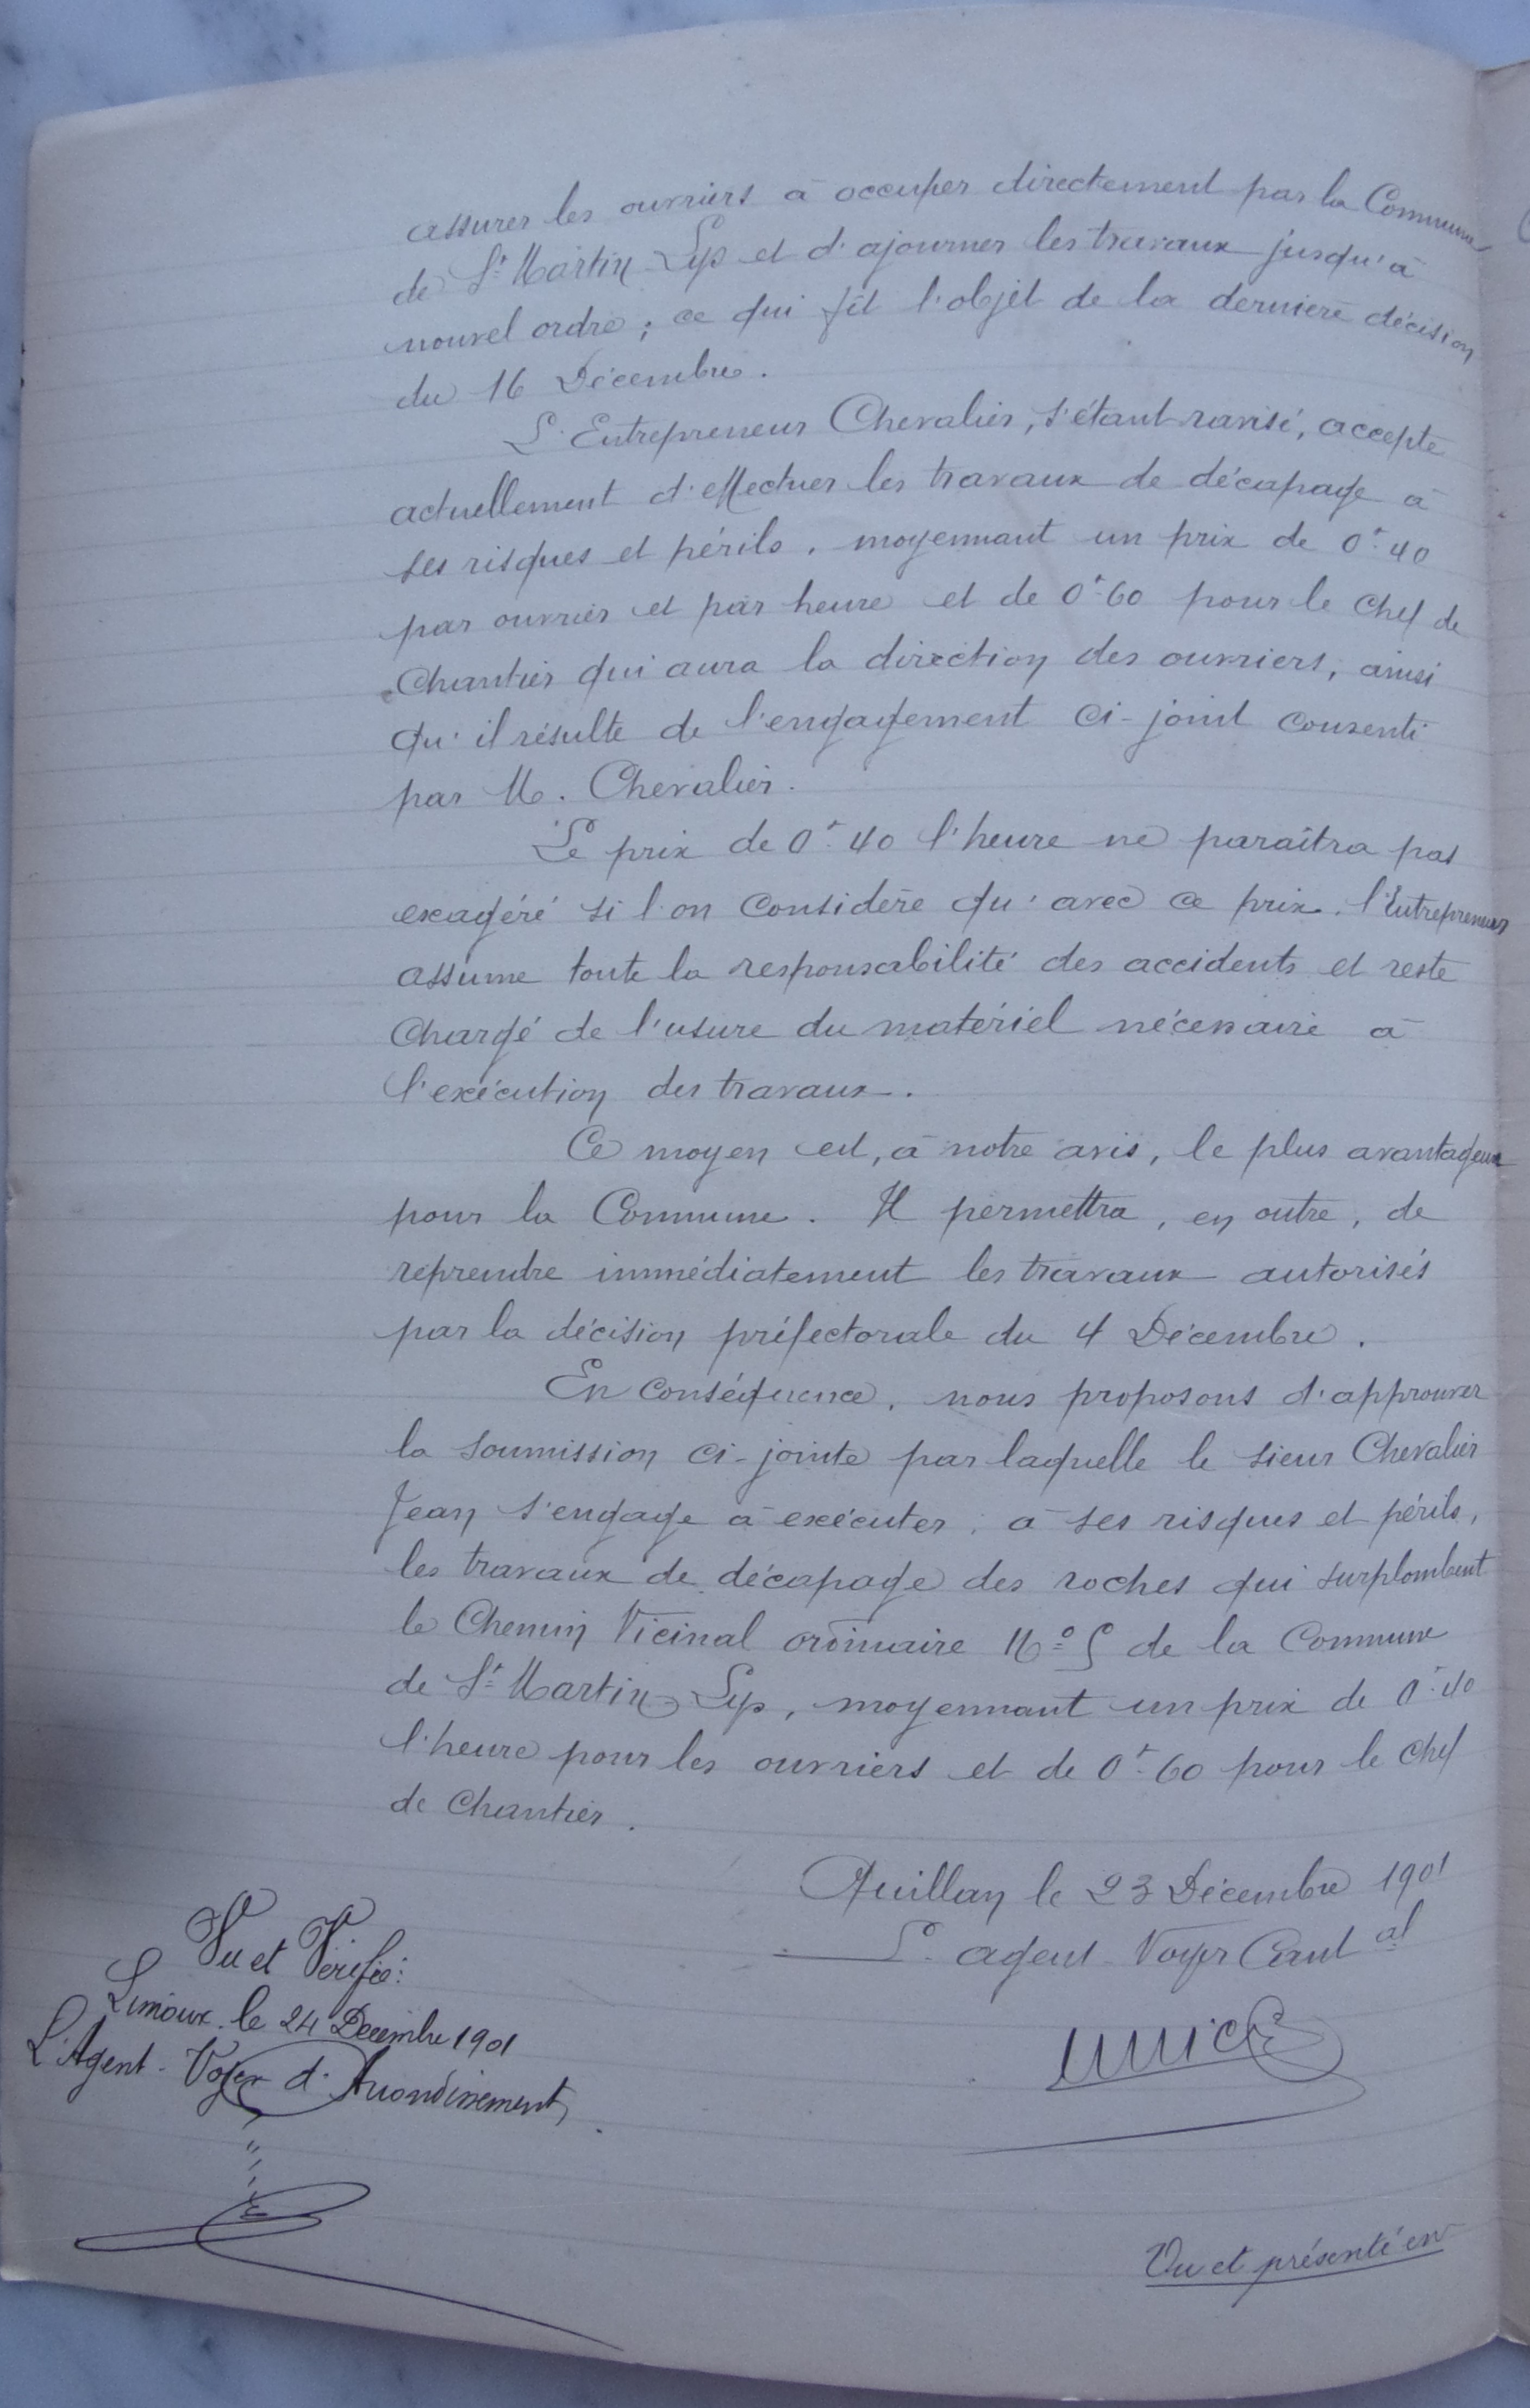 assurer les ouvriers à occuper directement par la Commune
de St Martin-Lys et d'ajourner les travaux jusqu'à
nouvel ordre ; ce qui fit l'objet de la dernière décision
du 16 Décembre.
L'Entrepreneur Chevalier, s'étant ravisé, accepte
actuellement d'effectuer les travaux de décapage à
ses risques et périls, moyennant un prix de 0f.40
par ouvrier et par heure et de 0f.60 pour le chef de
chantier qui aura la direction des ouvriers, ainsi
qu'il résulte de l'engagement ci-joint consenti
par M. Chevalier.
Le prix de 0f.40 l'heure ne paraîtra pas
exagéré si l'on considère qu'avec ce prix, l'Entrepreneur
assume toute la responsabilité des accidents et reste
chargé de l'usure du matériel nécessaire à
l'exécution des travaux.
Ce moyen est, à notre avis, le plus avantageux
pour la Commune. Il permettra, en outre, de
reprendre immédiatement les travaux autorisés
par la décision préfectorale du 4 Décembre.
En conséquence, nous proposons d'approuver
la soumission ci-jointe par laquelle le sieur Chevalier
Jean s'engage à exécuter, à ses risques et périls,
les travaux de décapage des roches qui surplombent
le Chemin Vicinal ordinaire No de la Commune
de St Martin-Lys, moyennant un prix de 0f.40
l'heure pour les ouvriers et de 0f.60 pour le chef
de chantier.
Quillan le 23 Décembre 1901
L'agent-Voyer Cantal
Vu et Vérifié :
Limoux, le 24 Décembre 1901
L'Agent-Voyer d'Arrondissement,
Vu et présenté en